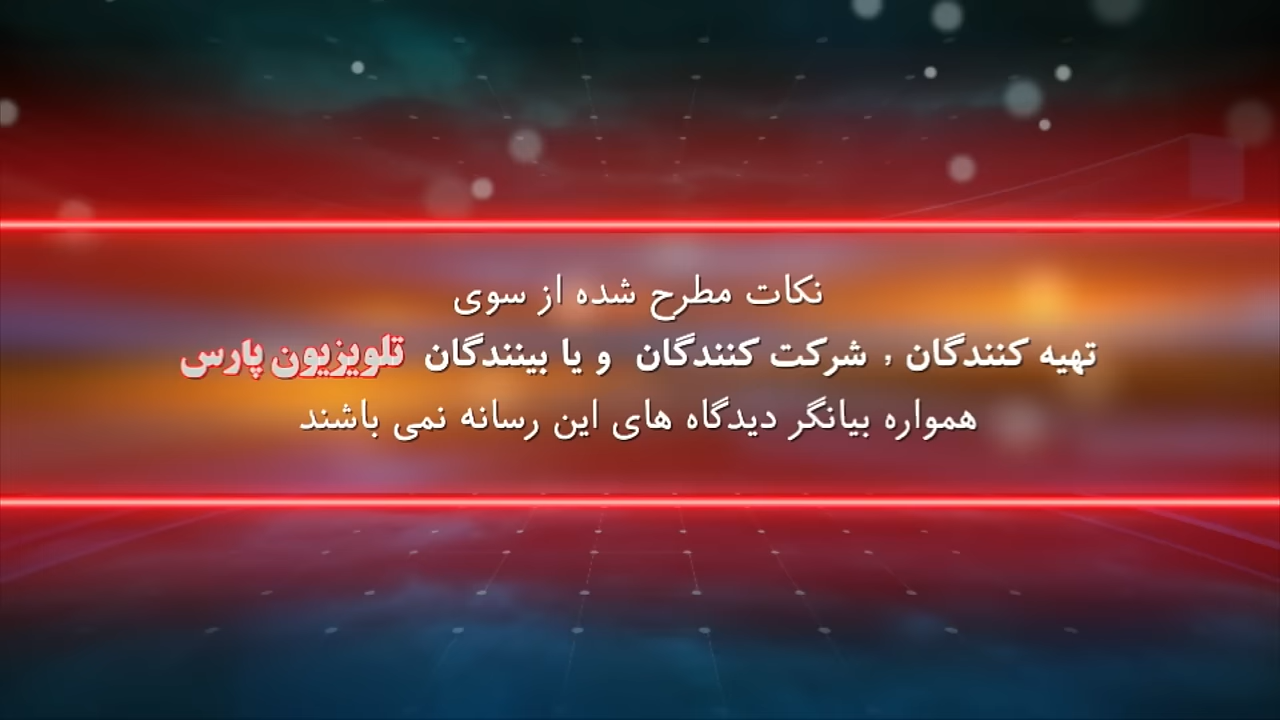 نکات مطرح شده از سوی
تهیه کنندگان , شرکت کنندگان و یا بینندگان تلویزیون پارس
همواره بیانگر دیدگاه های این رسانه نمی باشند